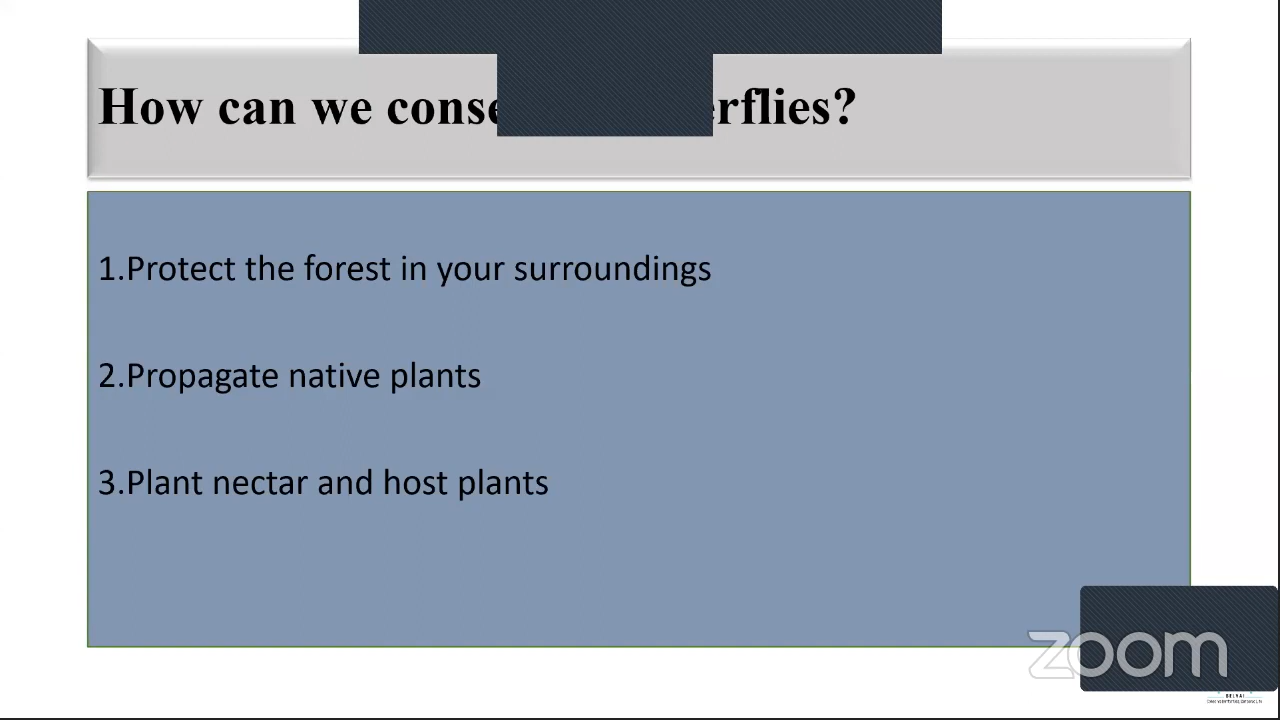 How can we conse erflies?
1.Protect the forest in your surroundings
2.Propagate native plants
3.Plant nectar and host plants
zoom
BELVAI